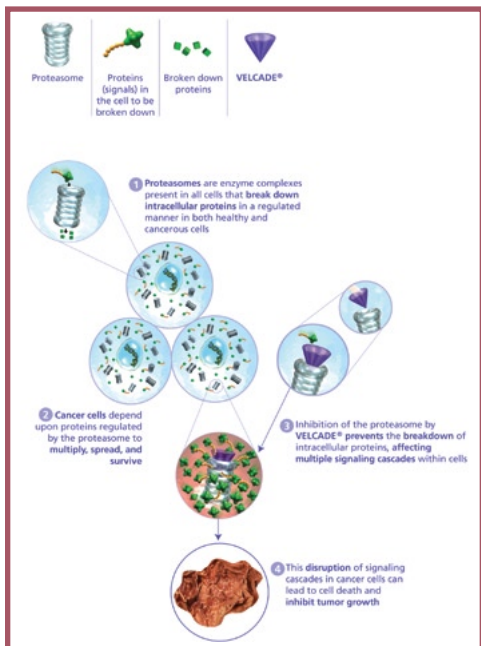 Proteasome
Proteins
(signals) in
the cell to be
broken down
Broken down
proteins
VELCADE®
1 Proteasomes are enzyme complexes
present in all cells that break down
intracellular proteins in a regulated
manner in both healthy and
cancerous cells
2 Cancer cells depend
upon proteins regulated
by the proteasome to
multiply, spread, and
survive
3 Inhibition of the proteasome by
VELCADE® prevents the breakdown of
intracellular proteins, affecting
multiple signaling cascades within cells
4 This disruption of signaling
cascades in cancer cells can
lead to cell death and
inhibit tumor growth